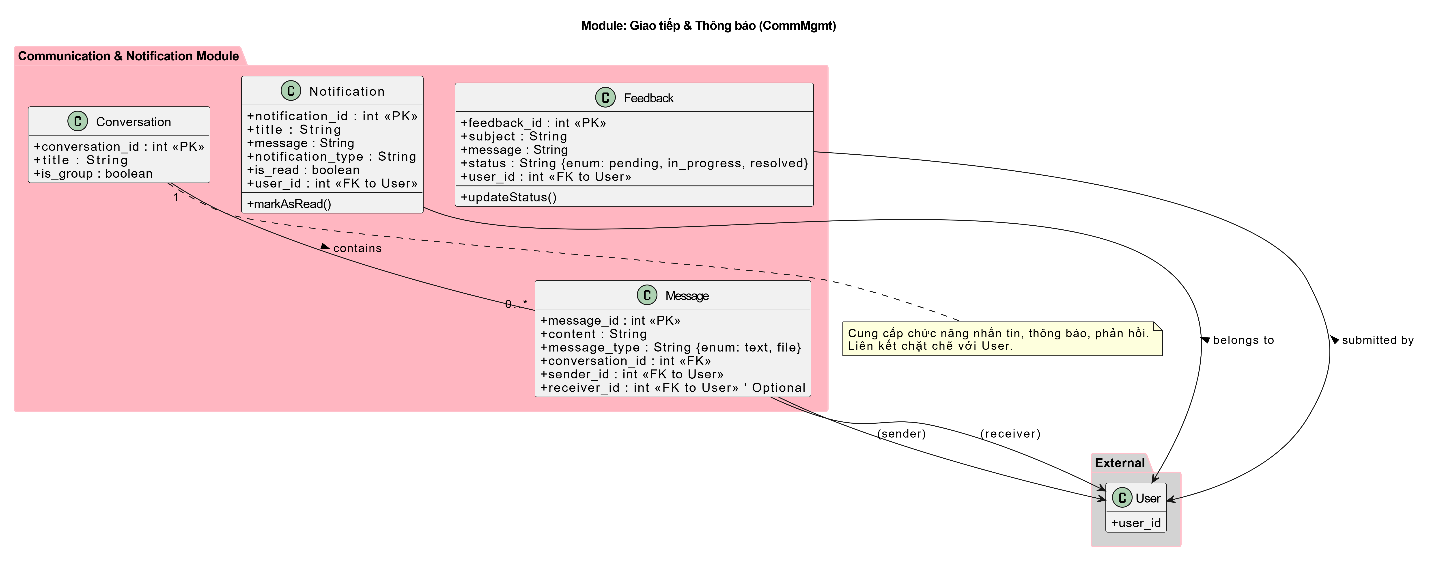 Module: Giao tiếp & Thông báo (CommMgmt)
Communication & Notification Module
C Conversation
+conversation_id : int «PK»
+title : String
+is_group : boolean
C Notification
+notification_id : int «PK»
+title : String
+message : String
+notification_type : String
+is_read : boolean
+user_id : int «FK to User»
+markAsRead()
C Feedback
+feedback_id : int «PK»
+subject : String
+message : String
+status : String {enum: pending, in_progress, resolved}
+user_id : int «FK to User»
+updateStatus()
1
contains
0..*
C Message
+message_id : int «PK»
+content : String
+message_type : String {enum: text, file}
+conversation_id : int «FK»
+sender_id : int «FK to User»
+receiver_id : int «FK to User» ' Optional
Cung cấp chức năng nhắn tin, thông báo, phản hồi.
Liên kết chặt chẽ với User.
belongs to
submitted by
(sender)
(receiver)
External
C User
+user_id